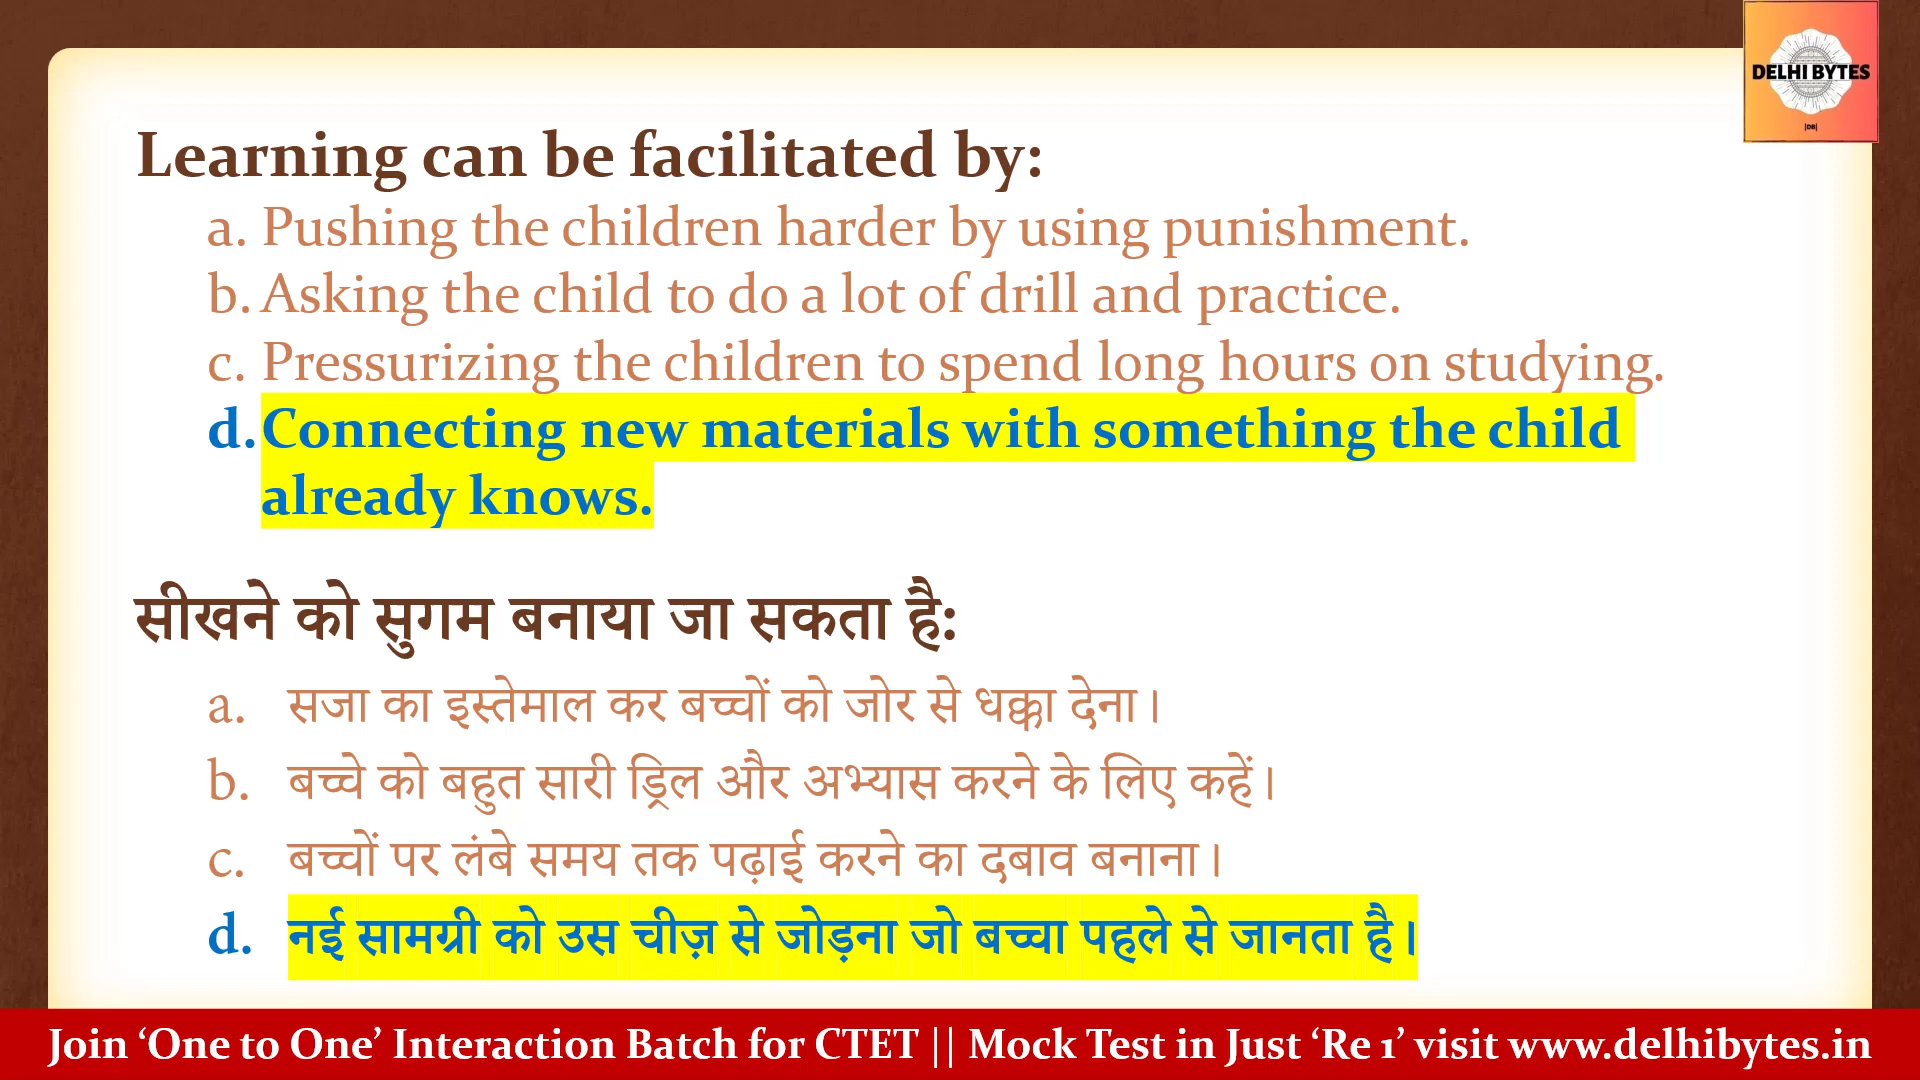 DELHI BYTES
|DB|
Learning can be facilitated by:
a. Pushing the children harder by using punishment.
b. Asking the child to do a lot of drill and practice.
c. Pressurizing the children to spend long hours on studying.
d. Connecting new materials with something the child
already knows.
सीखने को सुगम बनाया जा सकता है:
a. सजा का इस्तेमाल कर बच्चों को जोर से धक्का देना।
b. बच्चे को बहुत सारी ड्रिल और अभ्यास करने के लिए कहें।
c. बच्चों पर लंबे समय तक पढ़ाई करने का दबाव बनाना।
d. नई सामग्री को उस चीज़ से जोड़ना जो बच्चा पहले से जानता है।
Join ‘One to One’ Interaction Batch for CTET || Mock Test in Just ‘Re 1’ visit www.delhibytes.in